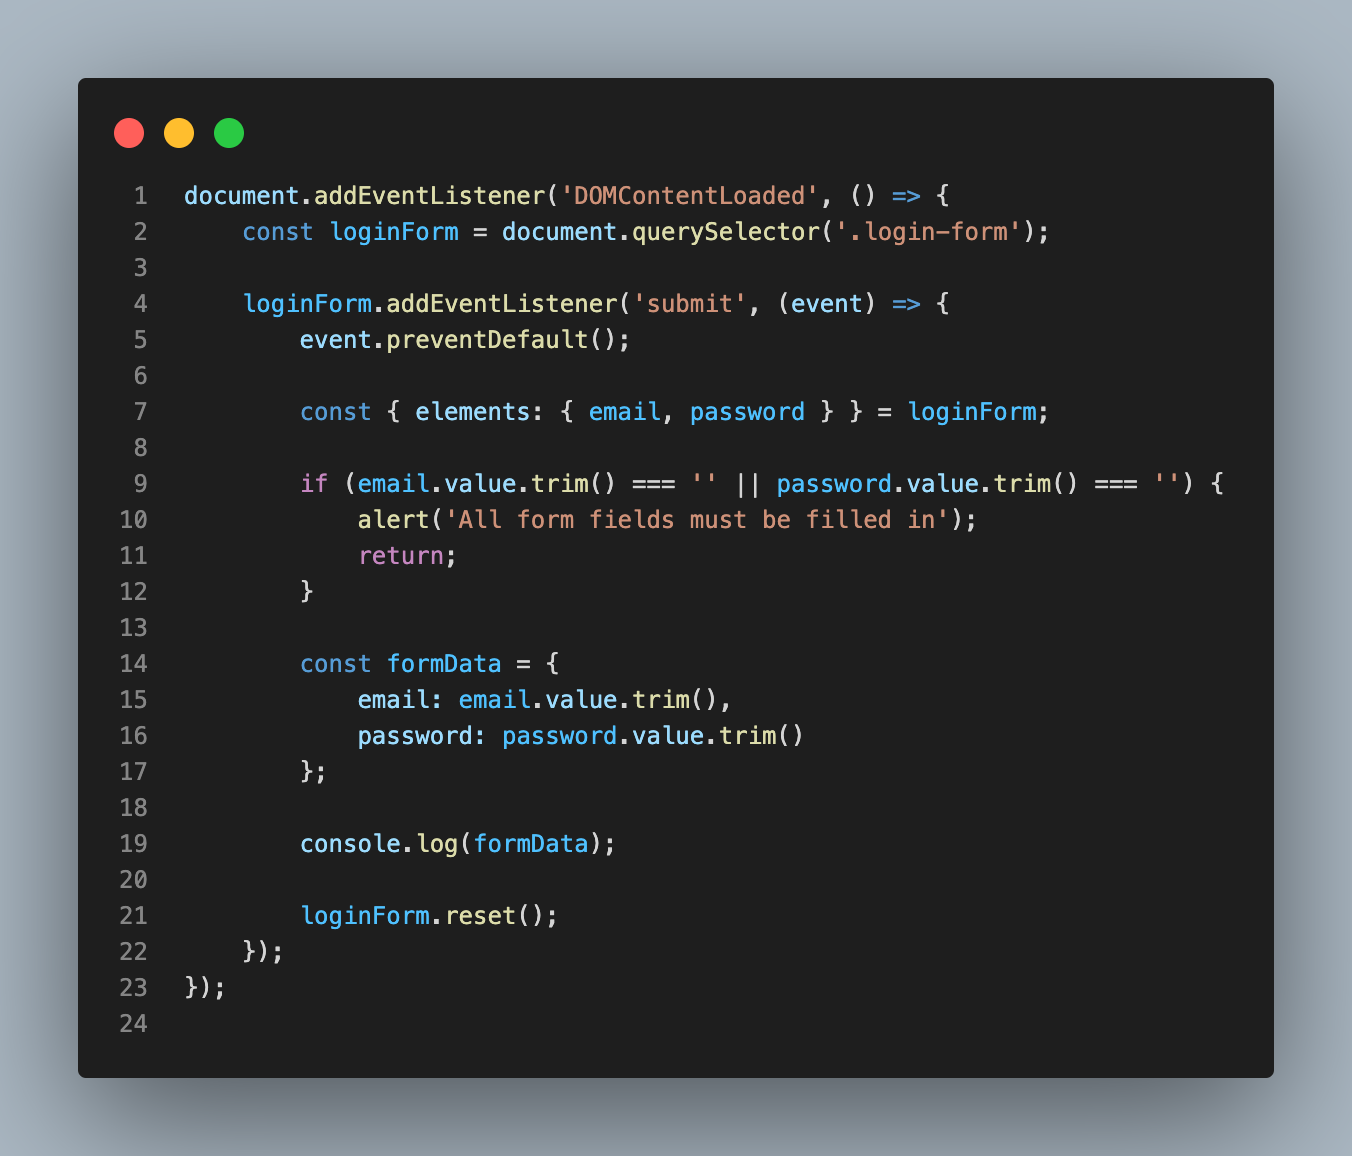 1 document.addEventListener('DOMContentLoaded', () => {
2     const loginForm = document.querySelector('.login-form');
3
4     loginForm.addEventListener('submit', (event) => {
5         event.preventDefault();
6
7         const { elements: { email, password } } = loginForm;
8
9         if (email.value.trim() === '' || password.value.trim() === '') {
10             alert('All form fields must be filled in');
11             return;
12         }
13
14         const formData = {
15             email: email.value.trim(),
16             password: password.value.trim()
17         };
18
19         console.log(formData);
20
21         loginForm.reset();
22     });
23 });
24